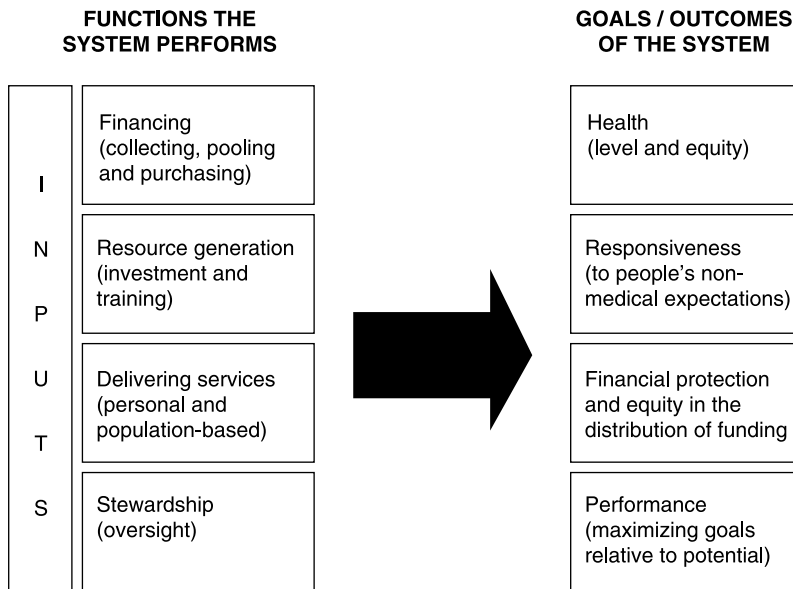 FUNCTIONS THE
SYSTEM PERFORMS
GOALS / OUTCOMES
OF THE SYSTEM
I
N
P
U
T
S
Financing
(collecting, pooling
and purchasing)
Resource generation
(investment and
training)
Delivering services
(personal and
population-based)
Stewardship
(oversight)
Health
(level and equity)
Responsiveness
(to people's non-
medical expectations)
Financial protection
and equity in the
distribution of funding
Performance
(maximizing goals
relative to potential)